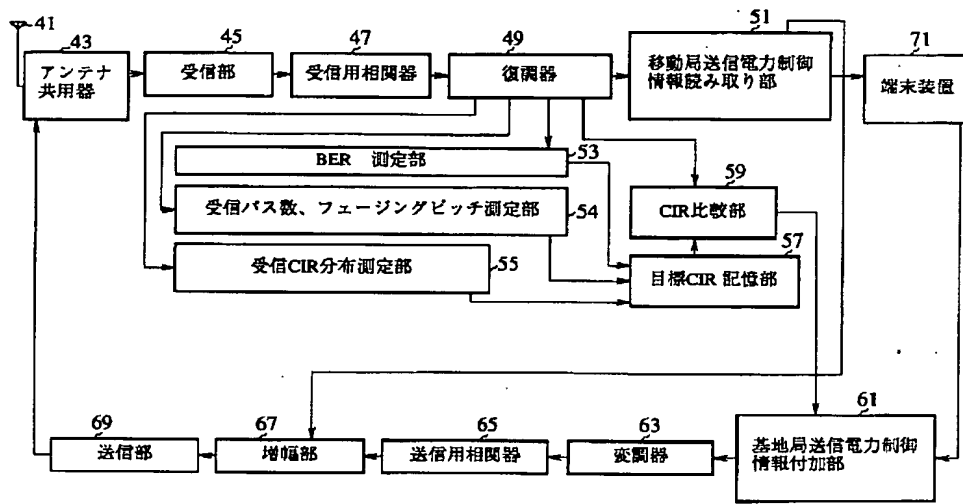 41
43
アンテナ
共用器
45
受信部
47
受信用相関器
49
復調器
51
移動局送信電力制御
情報読み取り部
71
端末装置
BER 測定部
53
受信パス数、フェージングピッチ測定部
54
受信CIR分布測定部
55
59
CIR比較部
57
目標CIR 記憶部
69
送信部
67
増幅部
65
送信用相関器
63
変調器
61
基地局送信電力制御
情報付加部